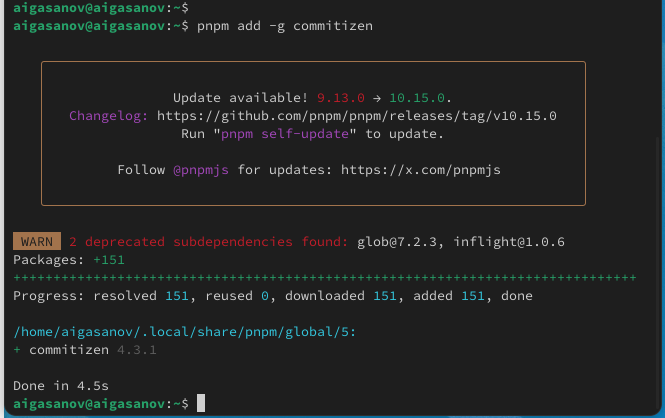 aigasanov@aigasanov:~$
aigasanov@aigasanov:~$ pnpm add -g commitizen
Update available! 9.13.0 → 10.15.0.
Changelog: https://github.com/pnpm/pnpm/releases/tag/v10.15.0
Run "pnpm self-update" to update.
Follow @pnpmjs for updates: https://x.com/pnpmjs
WARN 2 deprecated subdependencies found: glob@7.2.3, inflight@1.0.6
Packages: +151
++++++++++++++++++++++++++++++++++++++++++++++++++++++++++++++++++++++++++++++
Progress: resolved 151, reused 0, downloaded 151, added 151, done
/home/aigasanov/.local/share/pnpm/global/5:
+ commitizen 4.3.1
Done in 4.5s
aigasanov@aigasanov:~$